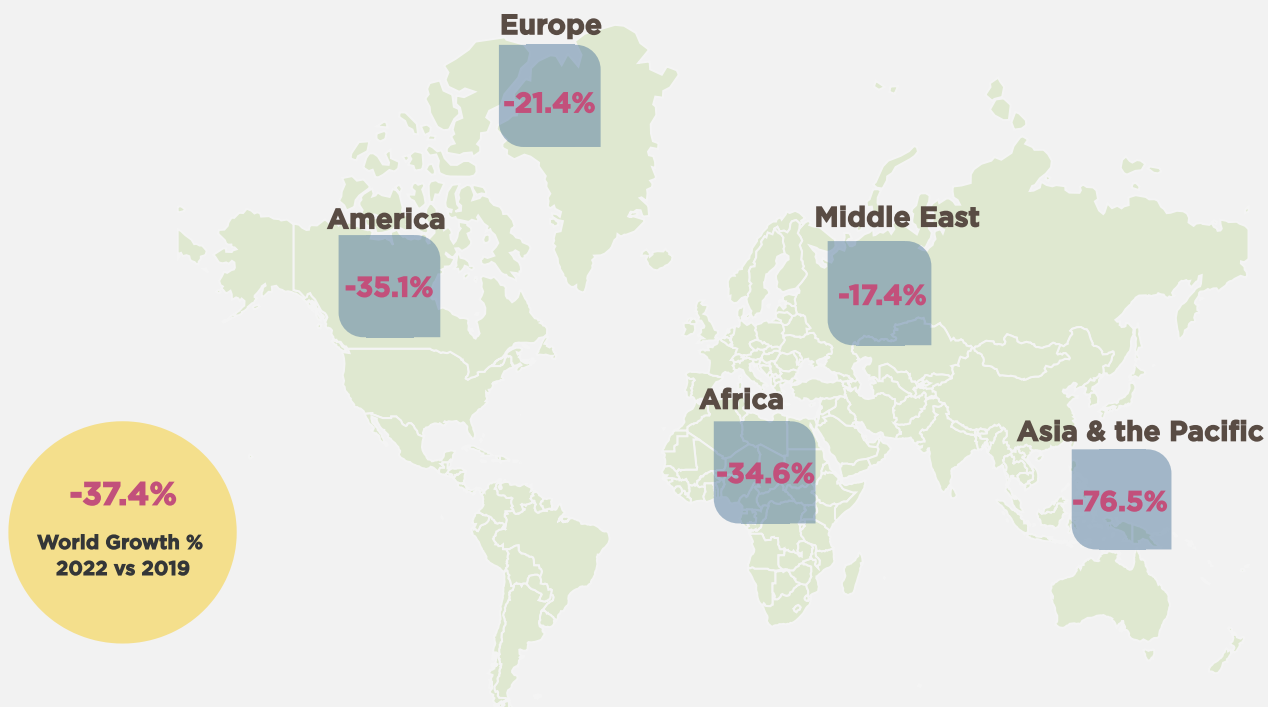 Europe
-21.4%
America
-35.1%
Middle East
-17.4%
Africa
-34.6%
Asia & the Pacific
-76.5%
-37.4%
World Growth %
2022 vs 2019